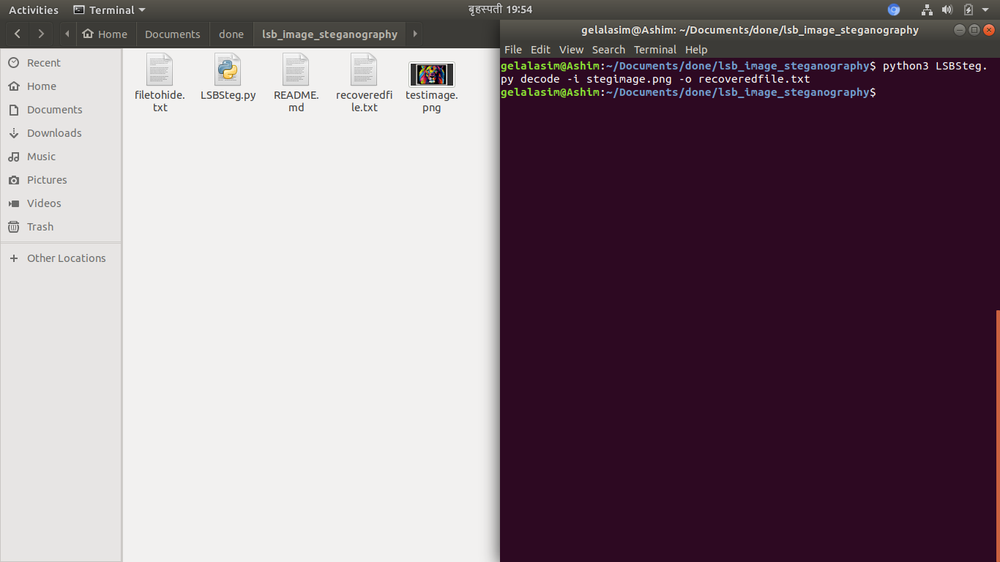 Activities Terminal बृहस्पती 19:54
Home Documents done lsb_image_steganography
Recent
Home
Documents
Downloads
Music
Pictures
Videos
Trash
Other Locations
filetohide.
txt
LSBSteg.py
README.
md
recoveredfi
le.txt
testimage.
png
gelalasim@Ashim: ~/Documents/done/lsb_image_steganography
File Edit View Search Terminal Help
gelalasim@Ashim:~/Documents/done/lsb_image_steganography$ python3 LSBSteg.
py decode -i stegimage.png -o recoveredfile.txt
gelalasim@Ashim:~/Documents/done/lsb_image_steganography$